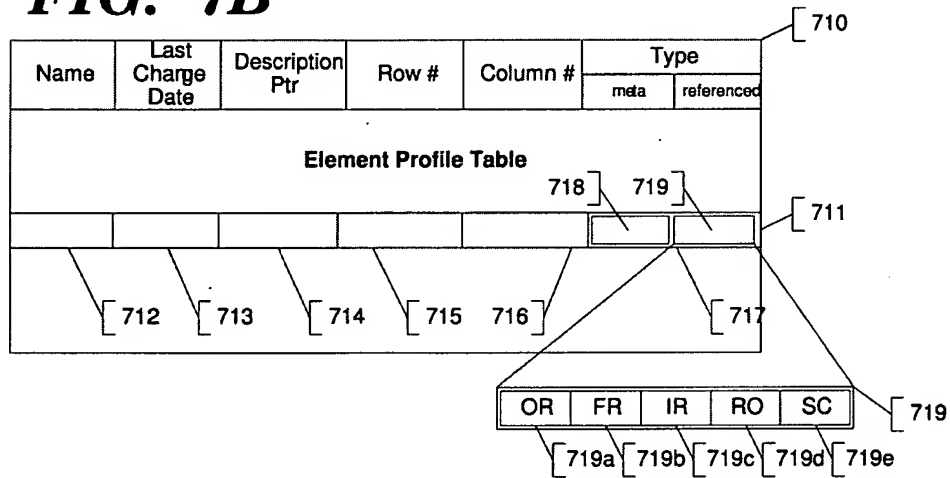 FIG. 7B
710
Name
Last
Charge
Date
Description
Ptr
Row #
Column #
Type
meta
referenced
Element Profile Table
718
719
711
712
713
714
715
716
717
OR
FR
IR
RO
SC
719
719a
719b
719c
719d
719e